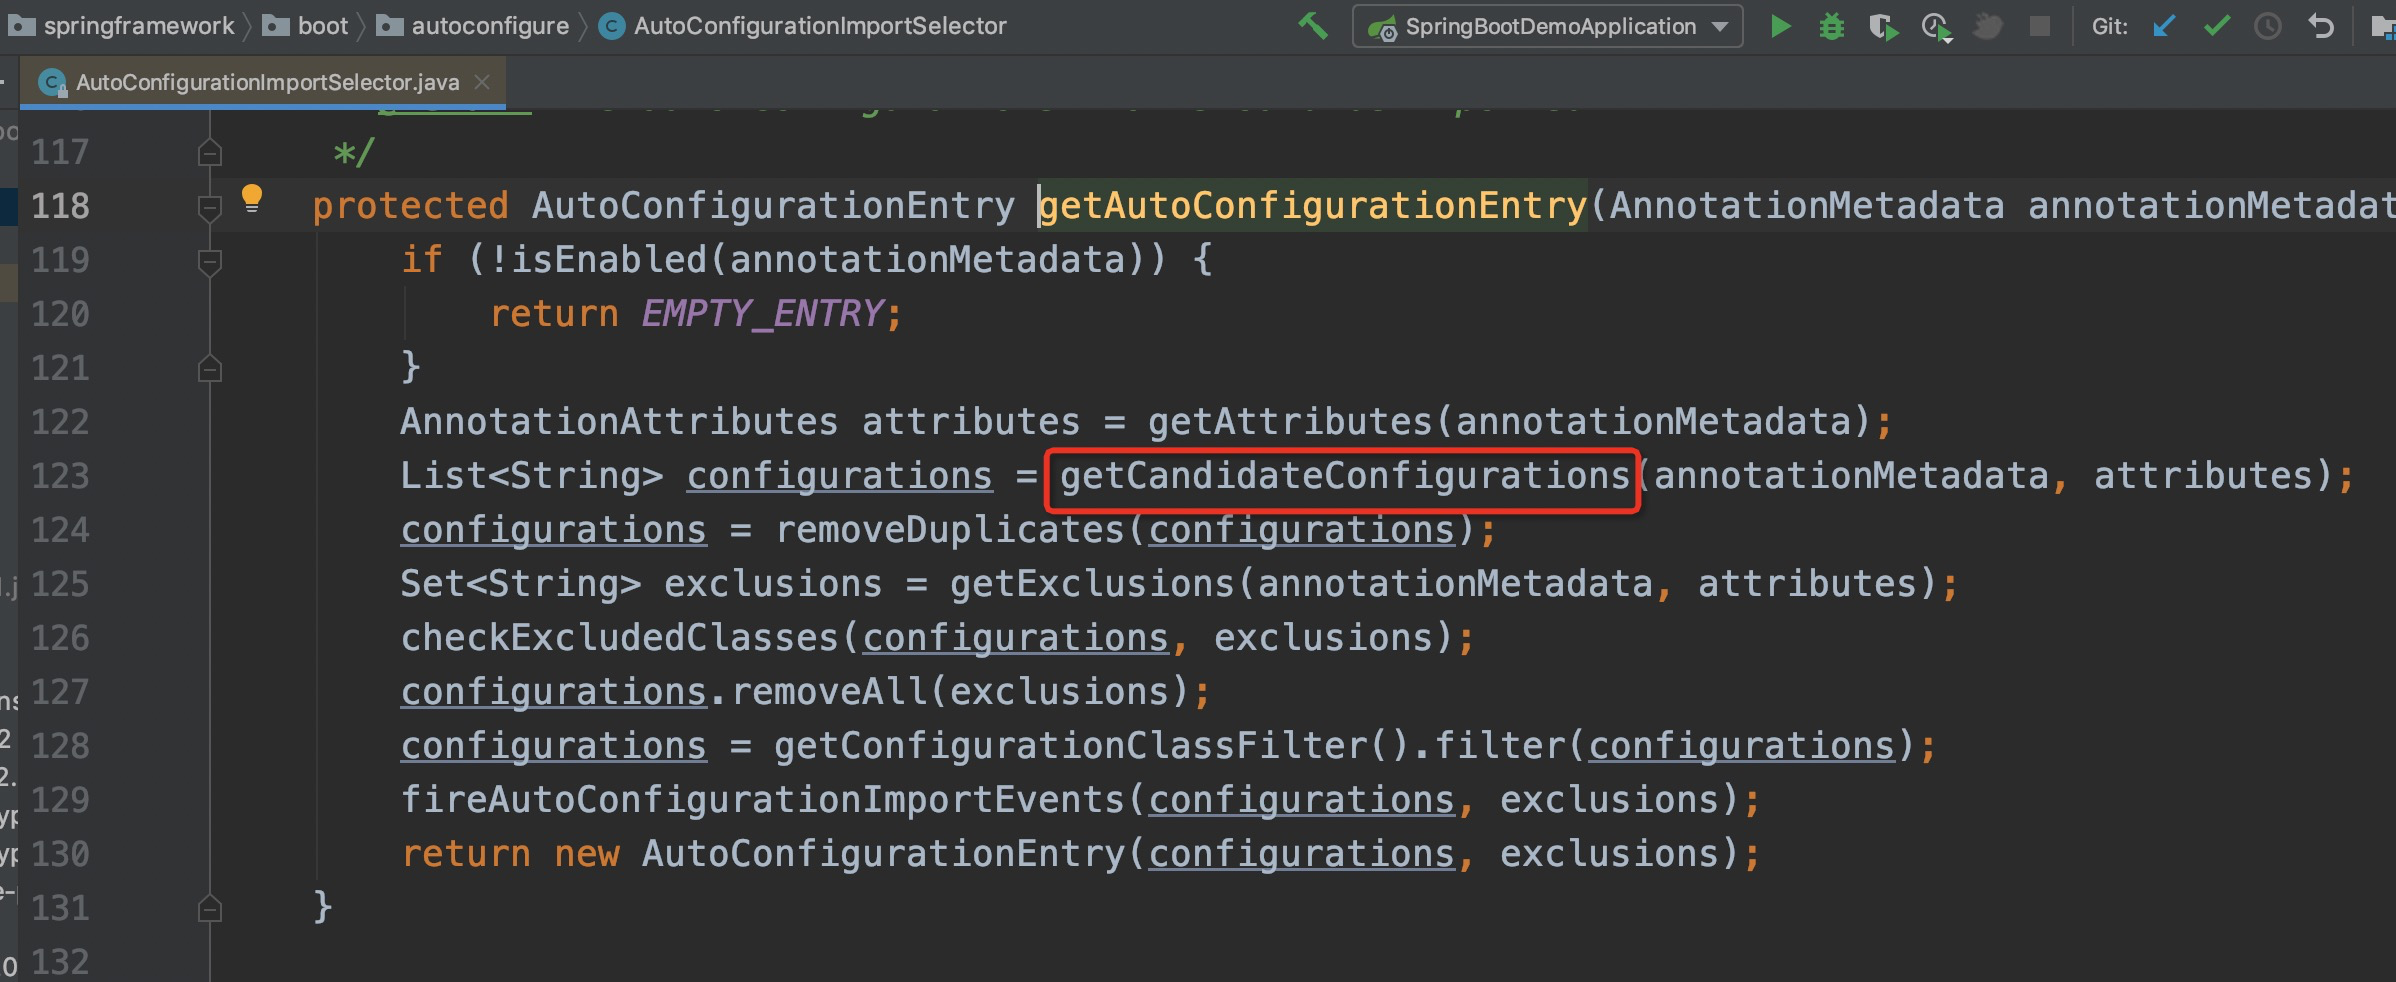 springframework boot autoconfigure AutoConfigurationImportSelector SpringBootDemoApplication Git:
AutoConfigurationImportSelector.java
117 */
118 protected AutoConfigurationEntry getAutoConfigurationEntry(AnnotationMetadata annotationMetadat
119 if (!isEnabled(annotationMetadata)) {
120 return EMPTY_ENTRY;
121 }
122 AnnotationAttributes attributes = getAttributes(annotationMetadata);
123 List<String> configurations = getCandidateConfigurations(annotationMetadata, attributes);
124 configurations = removeDuplicates(configurations);
125 Set<String> exclusions = getExclusions(annotationMetadata, attributes);
126 checkExcludedClasses(configurations, exclusions);
127 configurations.removeAll(exclusions);
128 configurations = getConfigurationClassFilter().filter(configurations);
129 fireAutoConfigurationImportEvents(configurations, exclusions);
130 return new AutoConfigurationEntry(configurations, exclusions);
131 }
132